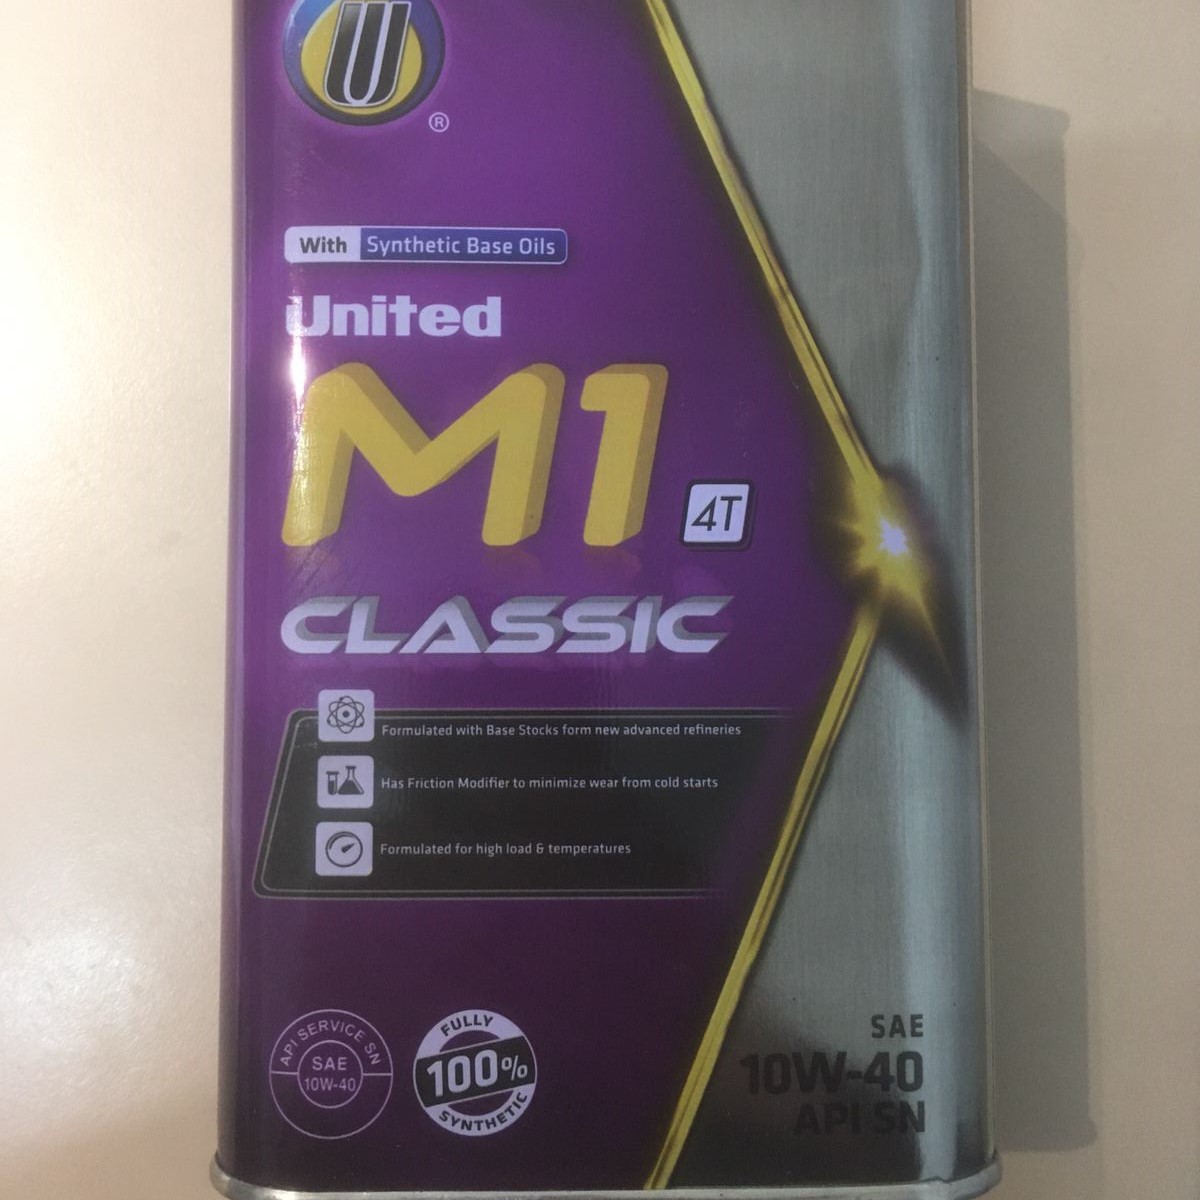 U
®
With Synthetic Base Oils
United
M1 4T
CLASSIC
Formulated with Base Stocks form new advanced refineries
Has Friction Modifier to minimize wear from cold starts
Formulated for high load & temperatures
API SERVICE SN
SAE
10W-40
FULLY
100%
SYNTHETIC
SAE
10W-40
API SN